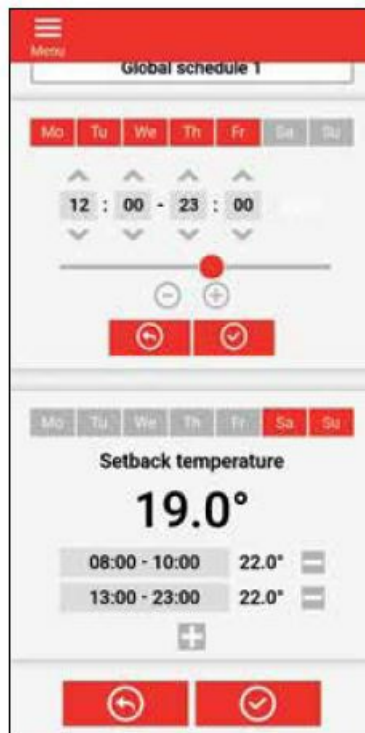 Menu
Global schedule 1
Mo Tu We Th Fr Sa Su
12 : 00 - 23 : 00
Mo Tu We Th Fr Sa Su
Setback temperature
19.0°
08:00 - 10:00 22.0°
13:00 - 23:00 22.0°